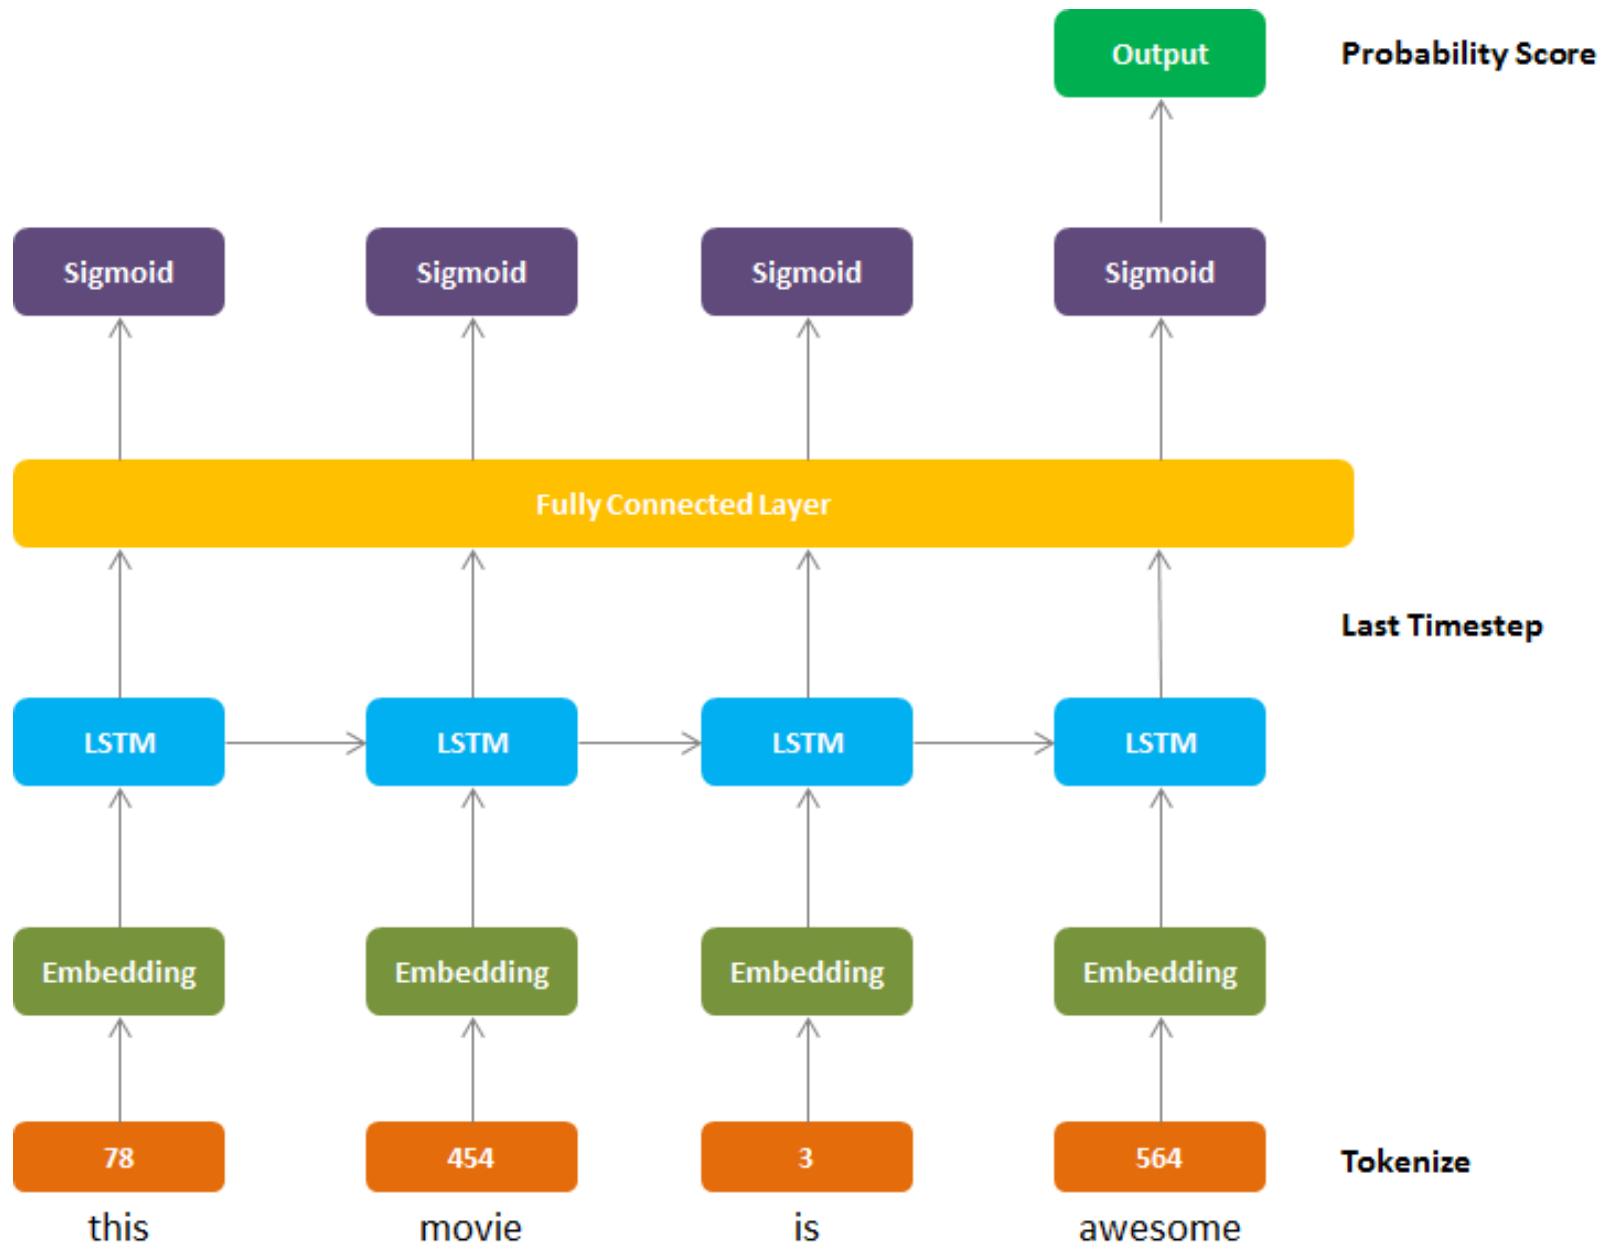 Output
Probability Score
Sigmoid
Sigmoid
Sigmoid
Sigmoid
Fully Connected Layer
Last Timestep
LSTM
LSTM
LSTM
LSTM
Embedding
Embedding
Embedding
Embedding
78
454
3
564
Tokenize
this
movie
is
awesome